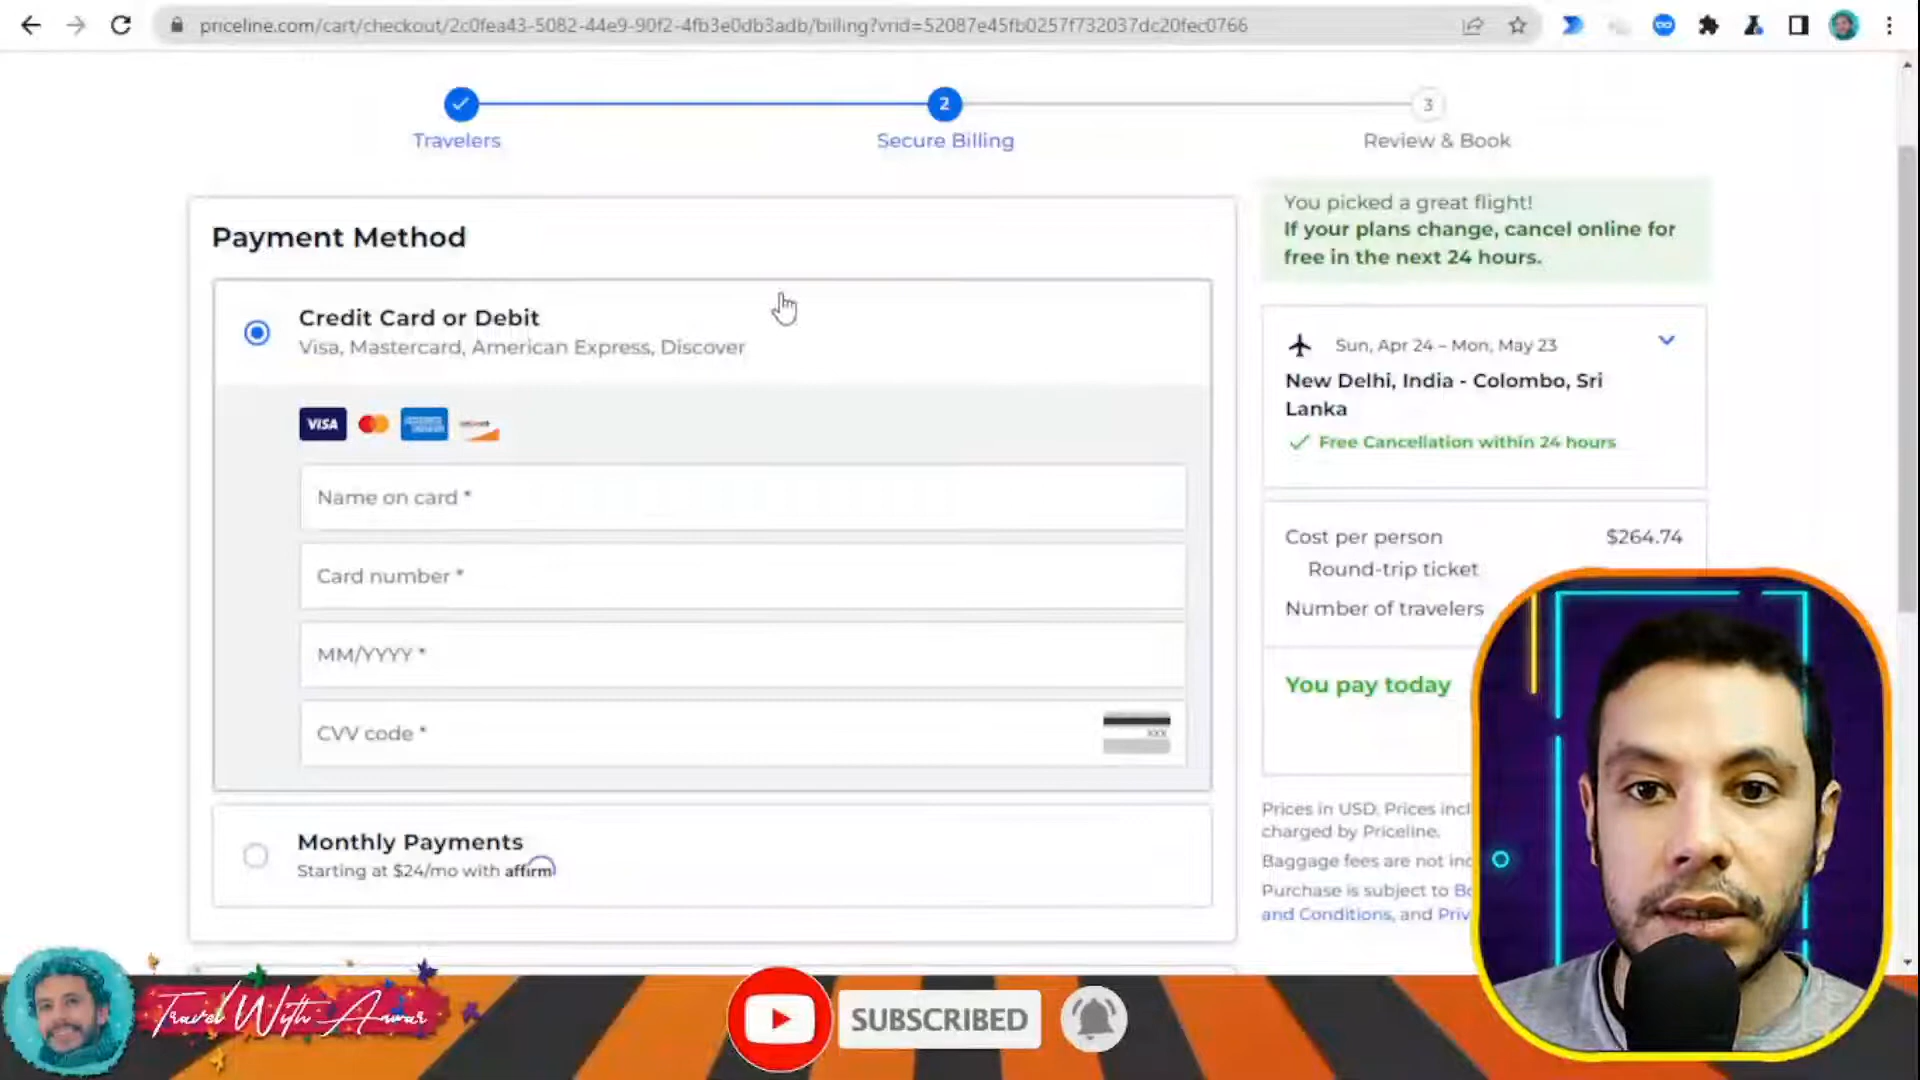 priceline.com/cart/checkout/2c0fea43-5082-44e9-90f2-4fb3e0db3adb/billing?vrid=52087e45fb0257f732037dc20fec0766
2
3
Travelers
Secure Billing
Review & Book
Payment Method
Credit Card or Debit
Visa, Mastercard, American Express, Discover
VISA
Name on card *
Card number *
MM/YYYY *
CVV code *
XXX
Monthly Payments
Starting at $24/mo with affirm
You picked a great flight!
If your plans change, cancel online for
free in the next 24 hours.
Sun, Apr 24 – Mon, May 23
New Delhi, India - Colombo, Sri
Lanka
Free Cancellation within 24 hours
Cost per person $264.74
Round-trip ticket
Number of travelers
You pay today
Prices in USD. Prices incl
charged by Priceline.
Baggage fees are not inc
Purchase is subject to Bo
and Conditions, and Priv
Travel With Anwar
SUBSCRIBED